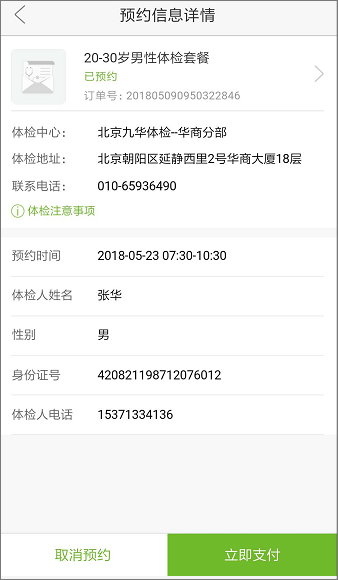 预约信息详情
20-30岁男性体检套餐
已预约
订单号: 201805090950322846
体检中心: 北京九华体检--华商分部
体检地址: 北京朝阳区延静西里2号华商大厦18层
联系电话: 010-65936490
体检注意事项
预约时间 2018-05-23 07:30-10:30
体检人姓名 张华
性别 男
身份证号 420821198712076012
体检人电话 15371334136
取消预约 立即支付